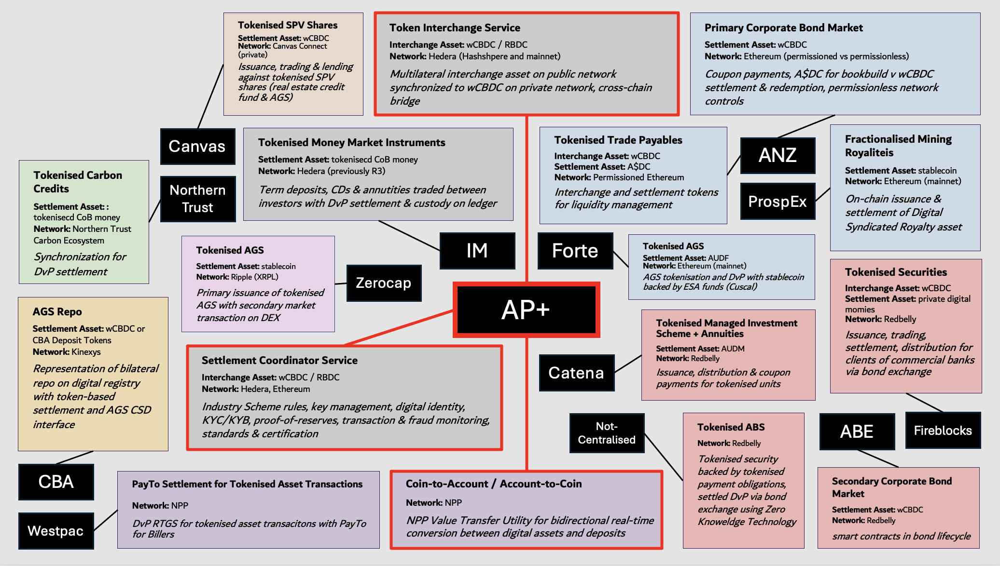 Tokenised SPV Shares
Settlement Asset: wCBDC
Network: Canvas Connect
(private)
Issuance, trading & lending
against tokenised SPV
shares (real estate credit
fund & AGS)
Token Interchange Service
Interchange Asset: wCBDC / RBDC
Network: Hedera (Hashshpere and mainnet)
Multilateral interchange asset on public network
synchronized to wCBDC on private network, cross-chain
bridge
Primary Corporate Bond Market
Settlement Asset: wCBDC
Network: Ethereum (permissioned vs permissionless)
Coupon payments, A$DC for bookbuild v wCBDC
settlement & redemption, permissionless network
controls
Canvas
Tokenised Money Market Instruments
Settlement Asset: tokenisecd CoB money
Network: Hedera (previously R3)
Term deposits, CDs & annutities traded between
investors with DvP settlement & custody on ledger
Tokenised Trade Payables
Interchange Asset: wCBDC
Settlement Asset: A$DC
Network: Permissioned Ethereum
Interchange and settlement tokens
for liquidity management
ANZ
Fractionalised Mining
Royaliteis
Settlement Asset: stablecoin
Network: Ethereum (mainnet)
On-chain issuance &
settlement of Digital
Syndicated Royalty asset
Tokenised Carbon
Credits
Settlement Asset: :
tokenisecd CoB money
Network: Northern Trust
Carbon Ecosystem
Synchronization for
DvP settlement
Northern
Trust
ProspEx
Tokenised AGS
Settlement Asset: stablecoin
Network: Ripple (XRPL)
Primary issuance of tokenised
AGS with secondary market
transaction on DEX
Zerocap
IM
Forte
Tokenised AGS
Settlement Asset: AUDF
Network: Ethereum (mainnet)
AGS tokenisation and DvP with stablecoin
backed by ESA funds (Cuscal)
Tokenised Securities
Interchange Asset: wCBDC
Settlement Asset: private digital
momies
Network: Redbelly
Issuance, trading,
settlement, distribution for
clients of commercial banks
via bond exchange
AP+
AGS Repo
Settlement Asset: wCBDC or
CBA Deposit Tokens
Network: Kinexys
Representation of bilateral
repo on digital registry
with token-based
settlement and AGS CSD
interface
Tokenised Managed Investment
Scheme + Annuities
Settlement Asset: AUDM
Network: Redbelly
Issuance, distribution & coupon
payments for tokenised units
Catena
Settlement Coordinator Service
Interchange Asset: wCBDC / RBDC
Network: Hedera, Ethereum
Industry Scheme rules, key management, digital identity,
KYC/KYB, proof-of-reserves, transaction & fraud monitoring,
standards & certification
Not-
Centralised
Tokenised ABS
Network: Redbelly
Tokenised security
backed by tokenised
payment obligations,
settled DvP via bond
exchange using Zero
Knoweldge Technology
ABE
Fireblocks
CBA
Westpac
PayTo Settlement for Tokenised Asset Transactions
Network: NPP
DvP RTGS for tokenised asset transacitons with PayTo
for Billers
Coin-to-Account / Account-to-Coin
Network: NPP
NPP Value Transfer Utility for bidirectional real-time
conversion between digital assets and deposits
Secondary Corporate Bond
Market
Settlement Asset: wCBDC
Network: Redbelly
smart contracts in bond lifecycle